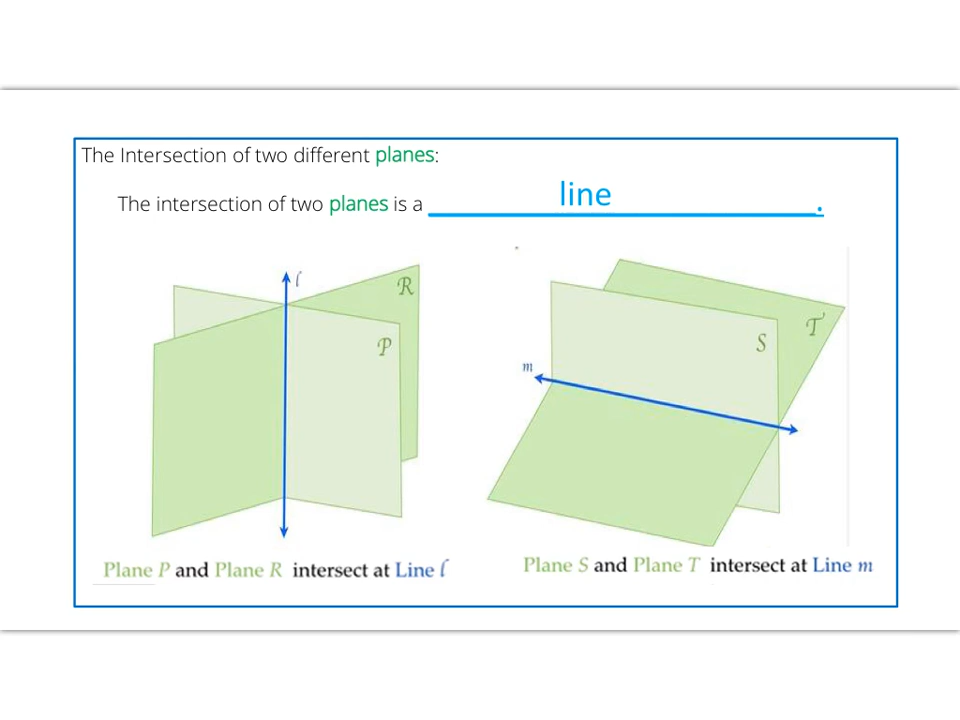 The Intersection of two different planes:
The intersection of two planes is a line.
l
R
P
m
S
T
Plane P and Plane R intersect at Line l
Plane S and Plane T intersect at Line m